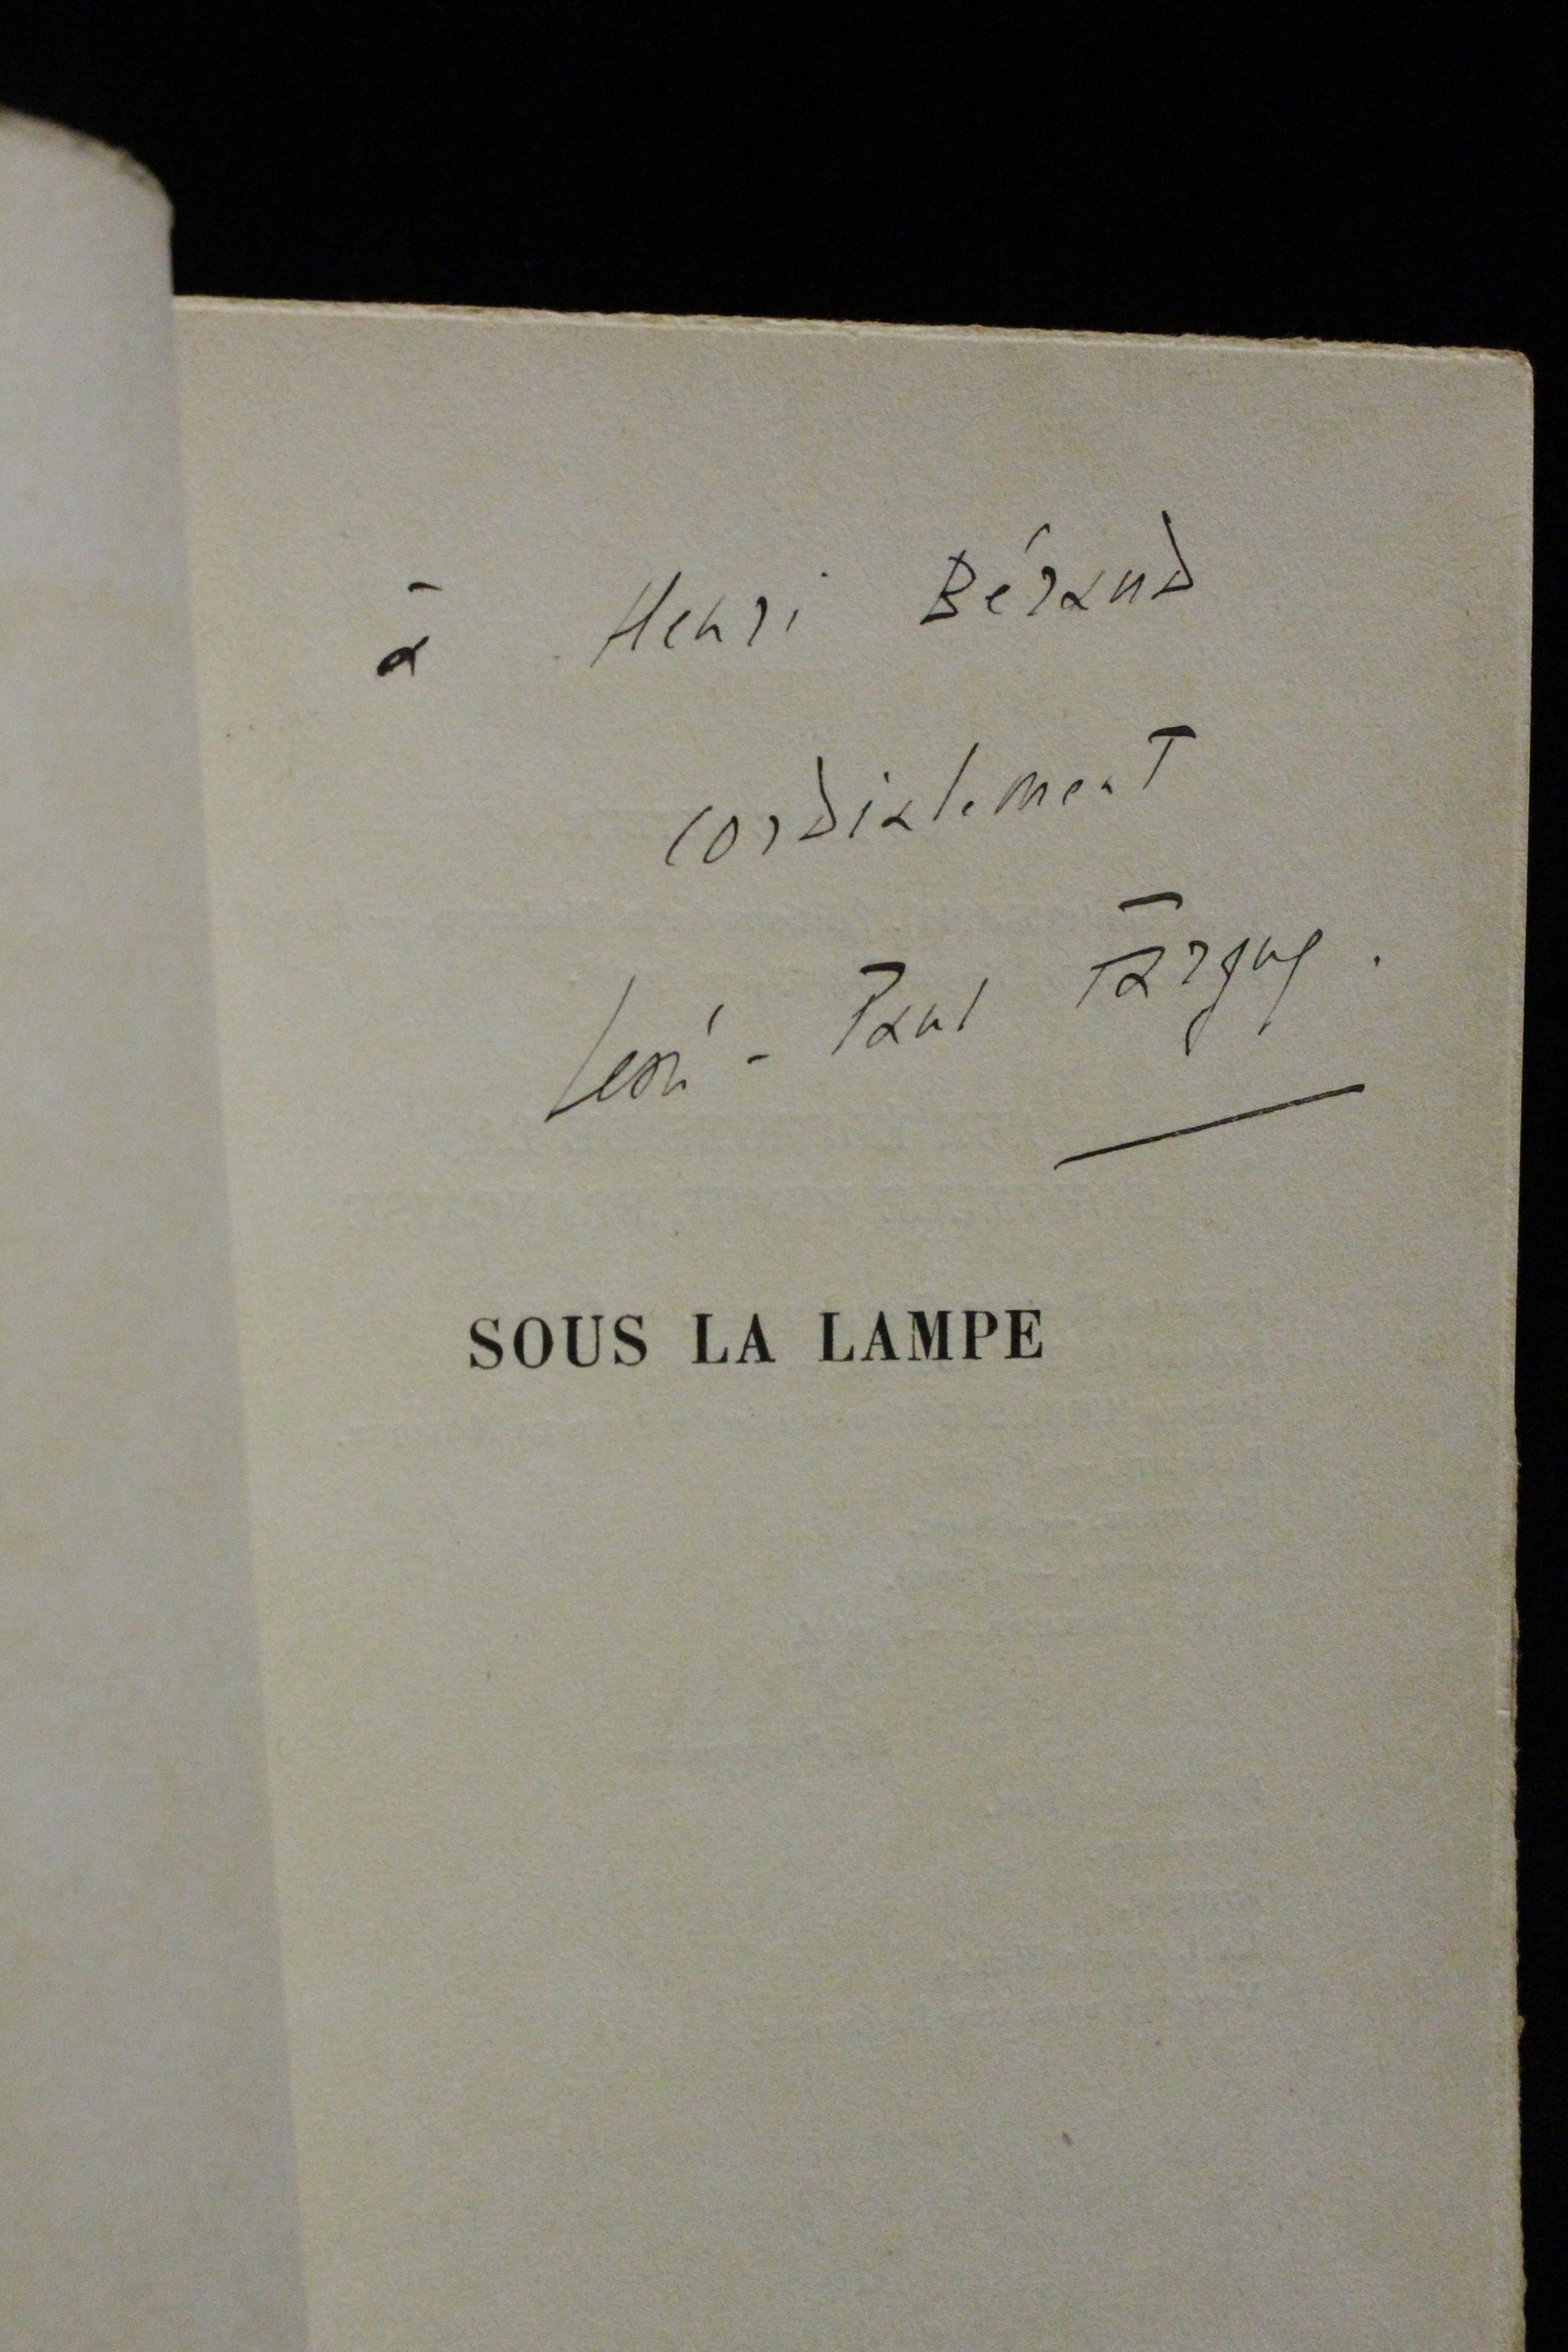 à Henri Béraud
cordialement
Léon-Paul Fargue.
SOUS LA LAMPE